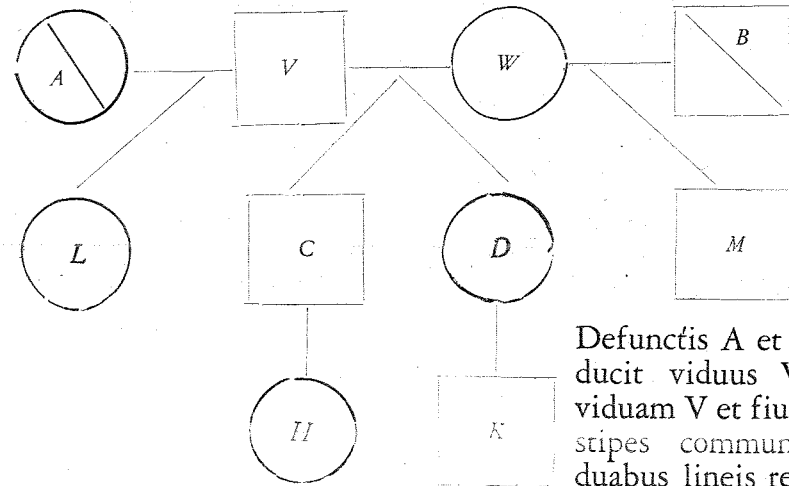 A V W B
L C D M
H K
Defunctis A et
ducit viduus V
viduam V et fiu
stipes commun
duabus lineis re